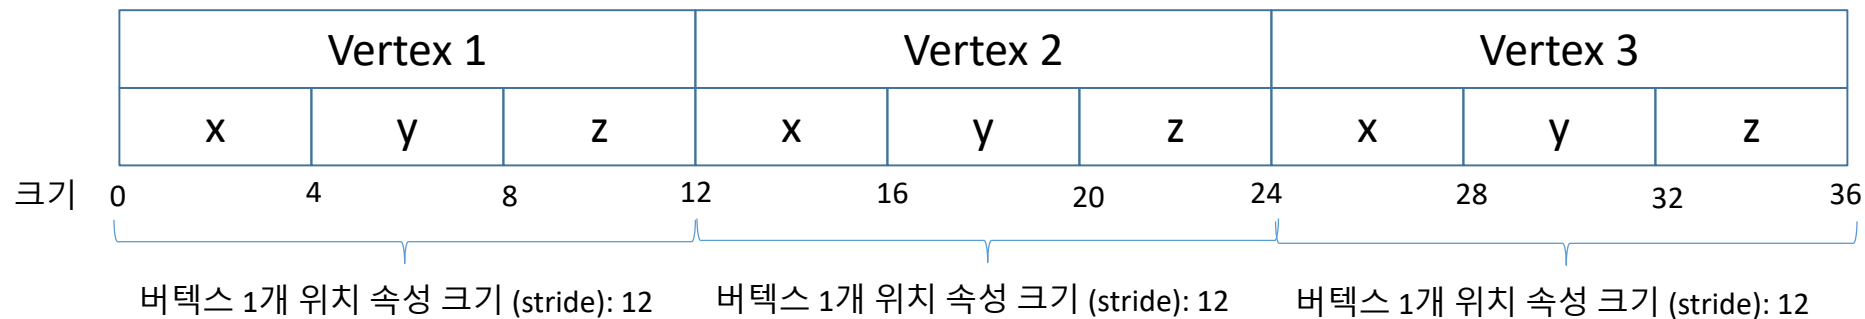 Vertex 1 Vertex 2 Vertex 3
x y z x y z x y z
크기 0 4 8 12 16 20 24 28 32 36
버텍스 1개 위치 속성 크기 (stride): 12 버텍스 1개 위치 속성 크기 (stride): 12 버텍스 1개 위치 속성 크기 (stride): 12